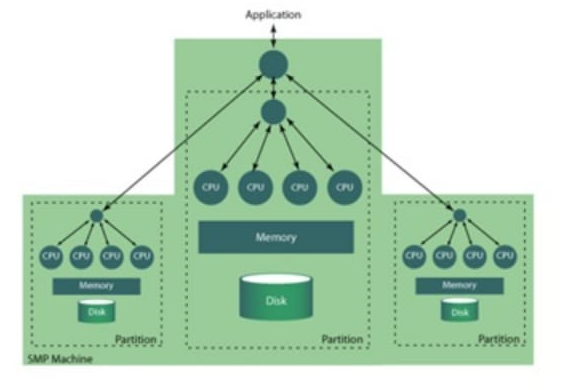 Application
CPU CPU CPU CPU
Memory
Disk
Partition
CPU CPU CPU CPU
Memory
Disk
Partition
CPU CPU CPU CPU
Memory
Disk
Partition
SMP Machine